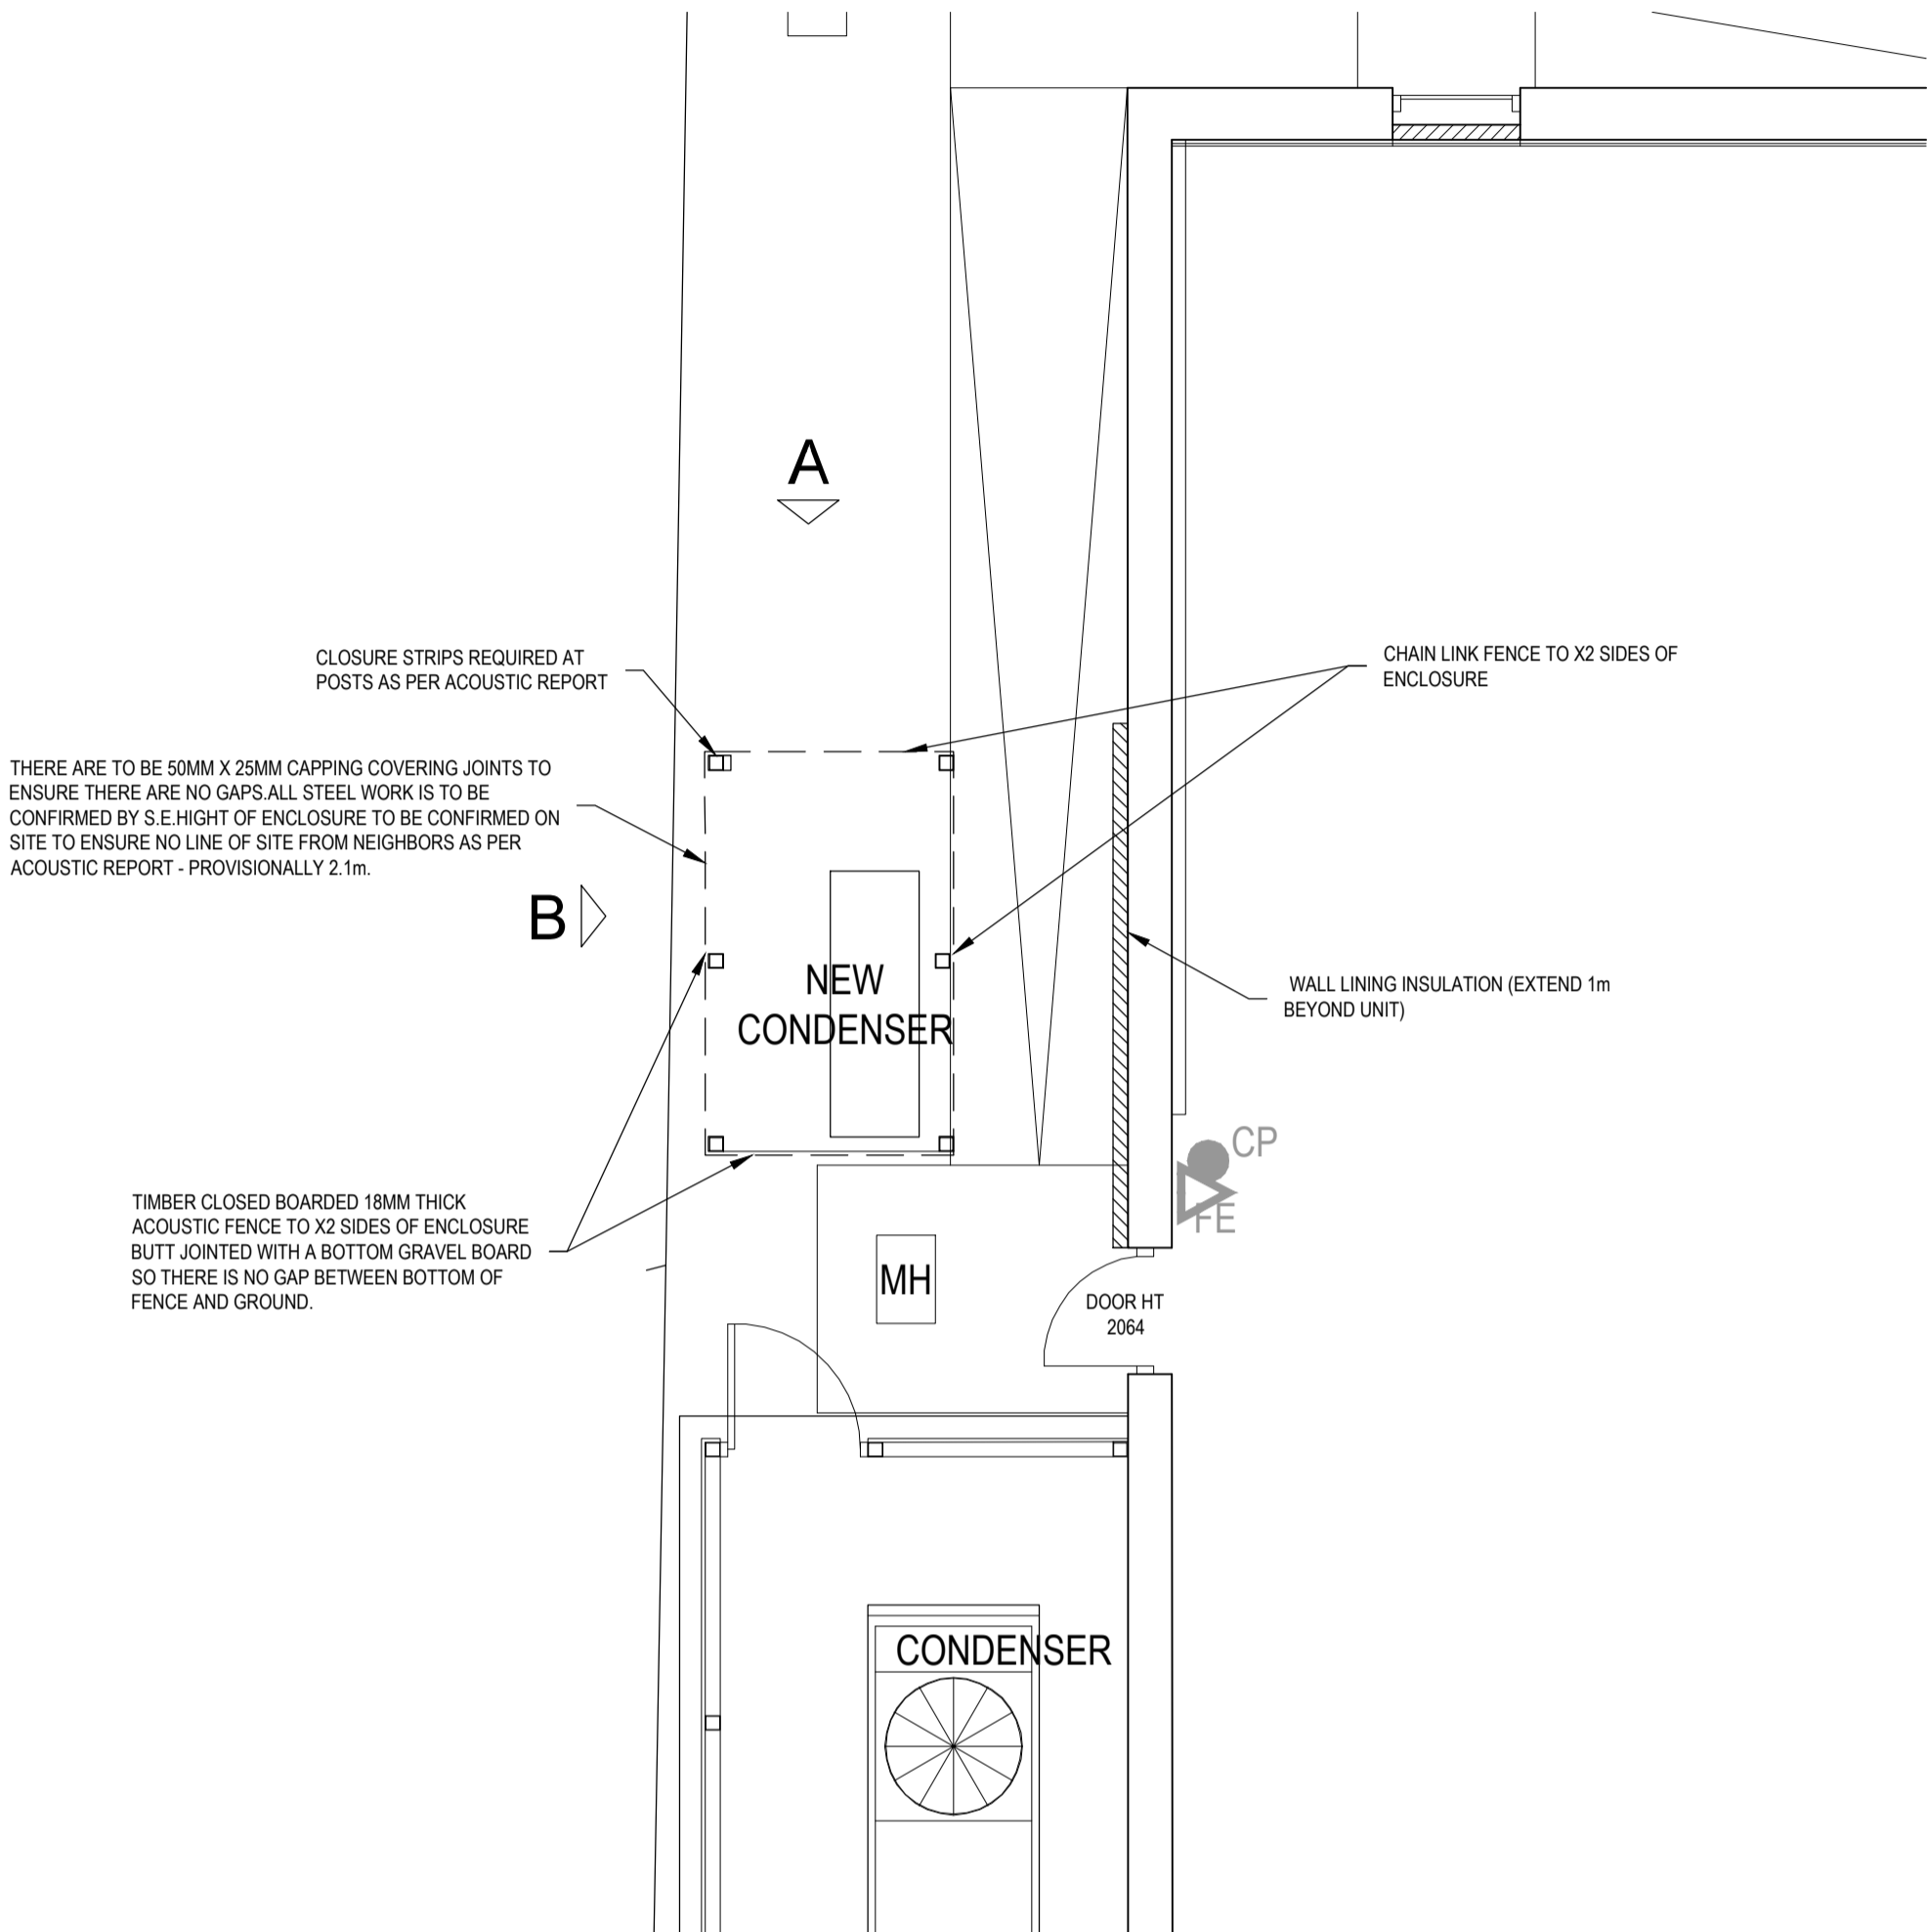 A
CLOSURE STRIPS REQUIRED AT
POSTS AS PER ACOUSTIC REPORT
CHAIN LINK FENCE TO X2 SIDES OF
ENCLOSURE
THERE ARE TO BE 50MM X 25MM CAPPING COVERING JOINTS TO
ENSURE THERE ARE NO GAPS.ALL STEEL WORK IS TO BE
CONFIRMED BY S.E.HIGHT OF ENCLOSURE TO BE CONFIRMED ON
SITE TO ENSURE NO LINE OF SITE FROM NEIGHBORS AS PER
ACOUSTIC REPORT - PROVISIONALLY 2.1m.
B
NEW
CONDENSER
WALL LINING INSULATION (EXTEND 1m
BEYOND UNIT)
CP
FE
TIMBER CLOSED BOARDED 18MM THICK
ACOUSTIC FENCE TO X2 SIDES OF ENCLOSURE
BUTT JOINTED WITH A BOTTOM GRAVEL BOARD
SO THERE IS NO GAP BETWEEN BOTTOM OF
FENCE AND GROUND.
MH
DOOR HT
2064
CONDENSER